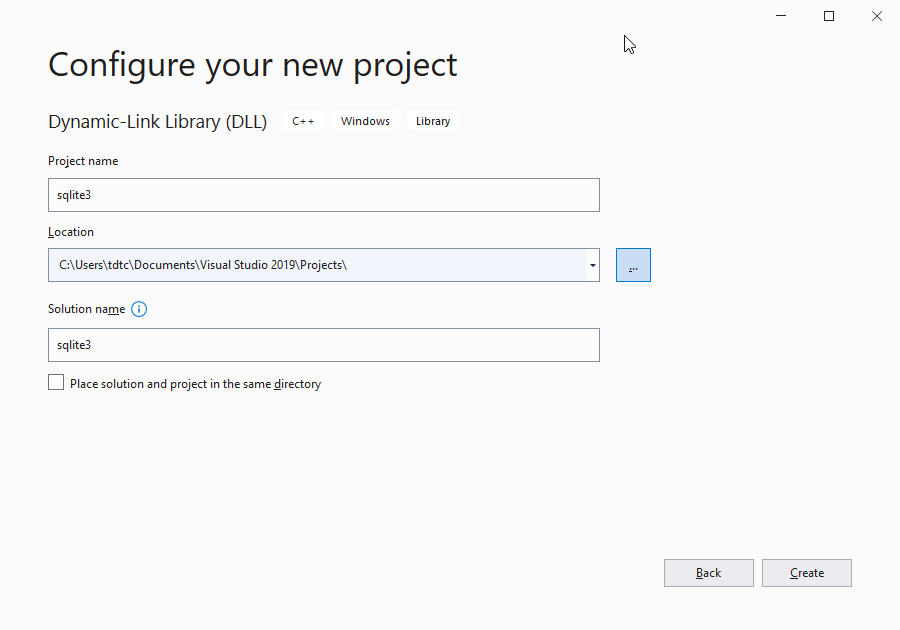 Configure your new project
Dynamic-Link Library (DLL) C++ Windows Library
Project name
sqlite3
Location
C:\Users\tdtc\Documents\Visual Studio 2019\Projects\
...
Solution name
sqlite3
Place solution and project in the same directory
Back Create